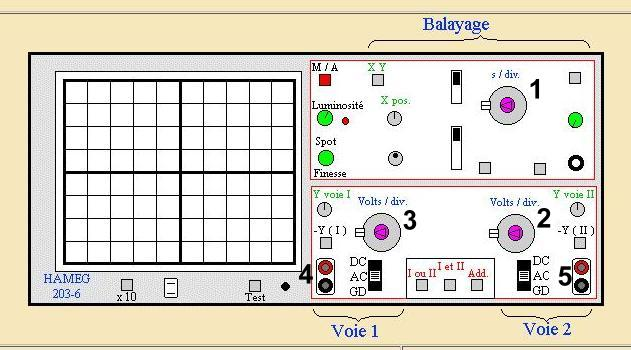 Balayage
M / A
X Y
s / div.
1
Luminosité
X pos.
Spot
Finesse
Y voie I
Volts / div.
3
Volts / div.
2
Y voie II
-Y ( I )
-Y ( II )
HAMEG
203-6
x 10
Test
4
DC
AC
GD
I ou II
I et II
Add.
DC
AC
GD
5
Voie 1
Voie 2